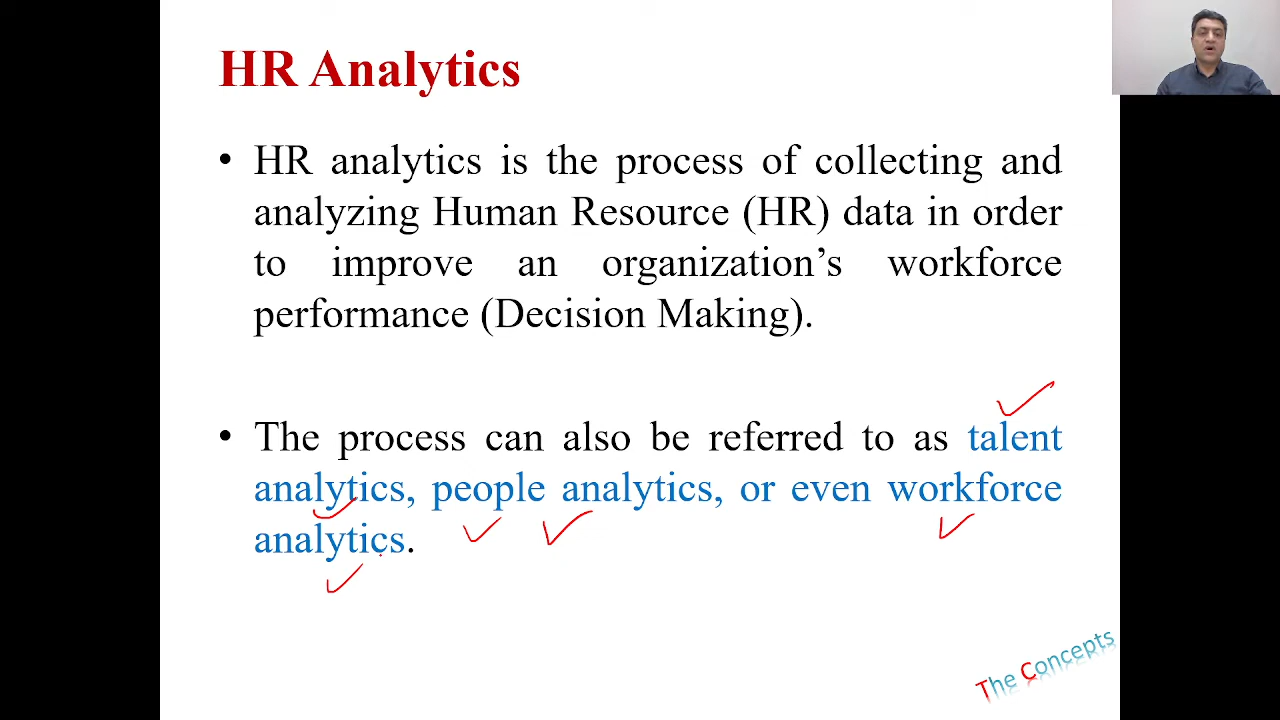 HR Analytics
• HR analytics is the process of collecting and
analyzing Human Resource (HR) data in order
to improve an organization’s workforce
performance (Decision Making).
• The process can also be referred to as talent
analytics, people analytics, or even workforce
analytics.
The Concepts